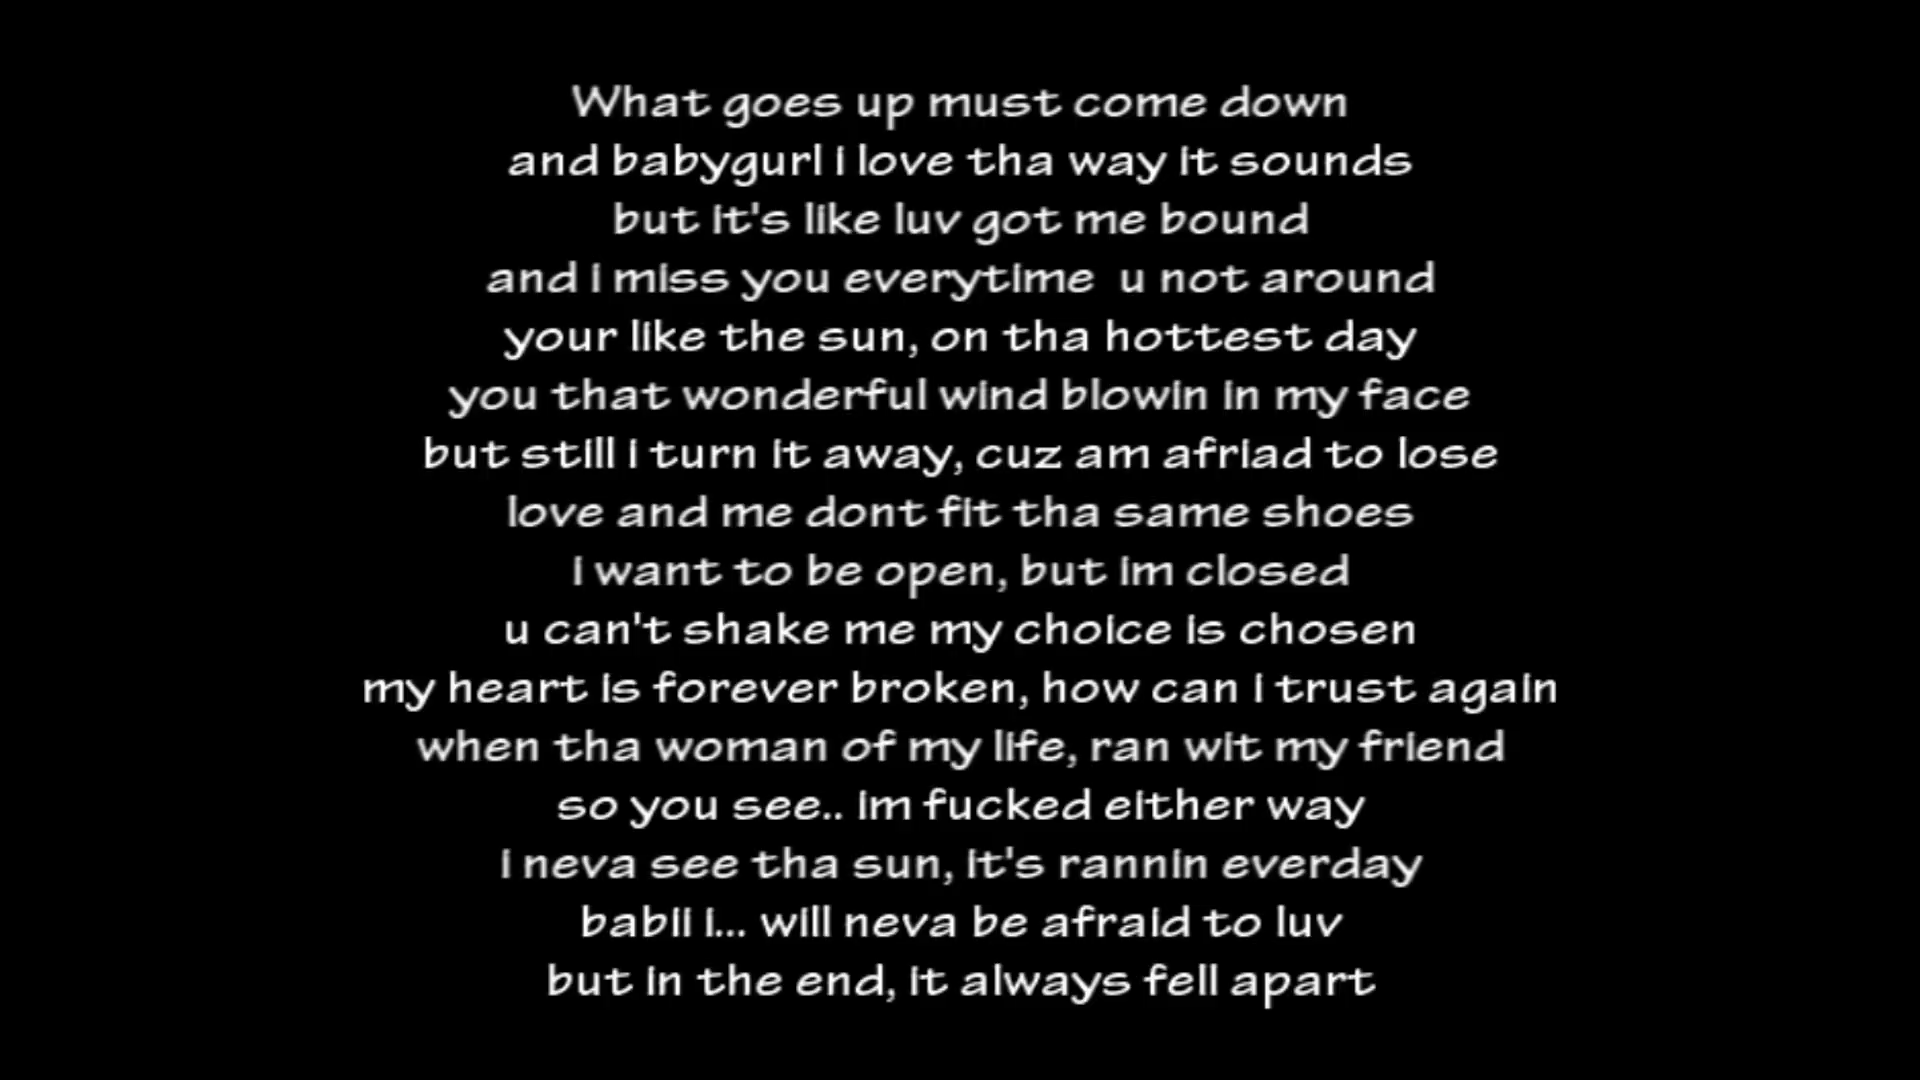 What goes up must come down
and babygurl i love tha way it sounds
but it's like luv got me bound
and i miss you everytime  u not around
your like the sun, on tha hottest day
you that wonderful wind blowin in my face
but still i turn it away, cuz am afriad to lose
love and me dont fit tha same shoes
i want to be open, but im closed
u can't shake me my choice is chosen
my heart is forever broken, how can i trust again
when tha woman of my life, ran wit my friend
so you see.. im fucked either way
i neva see tha sun, it's rannin everday
babii i... will neva be afraid to luv
but in the end, it always fell apart